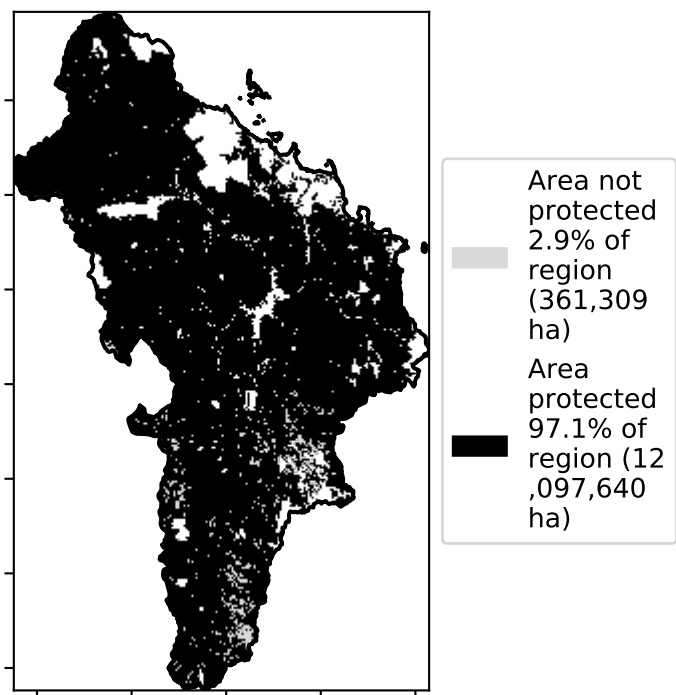 Area not
protected
2.9% of
region
(361,309
ha)
Area
protected
97.1% of
region (12
,097,640
ha)